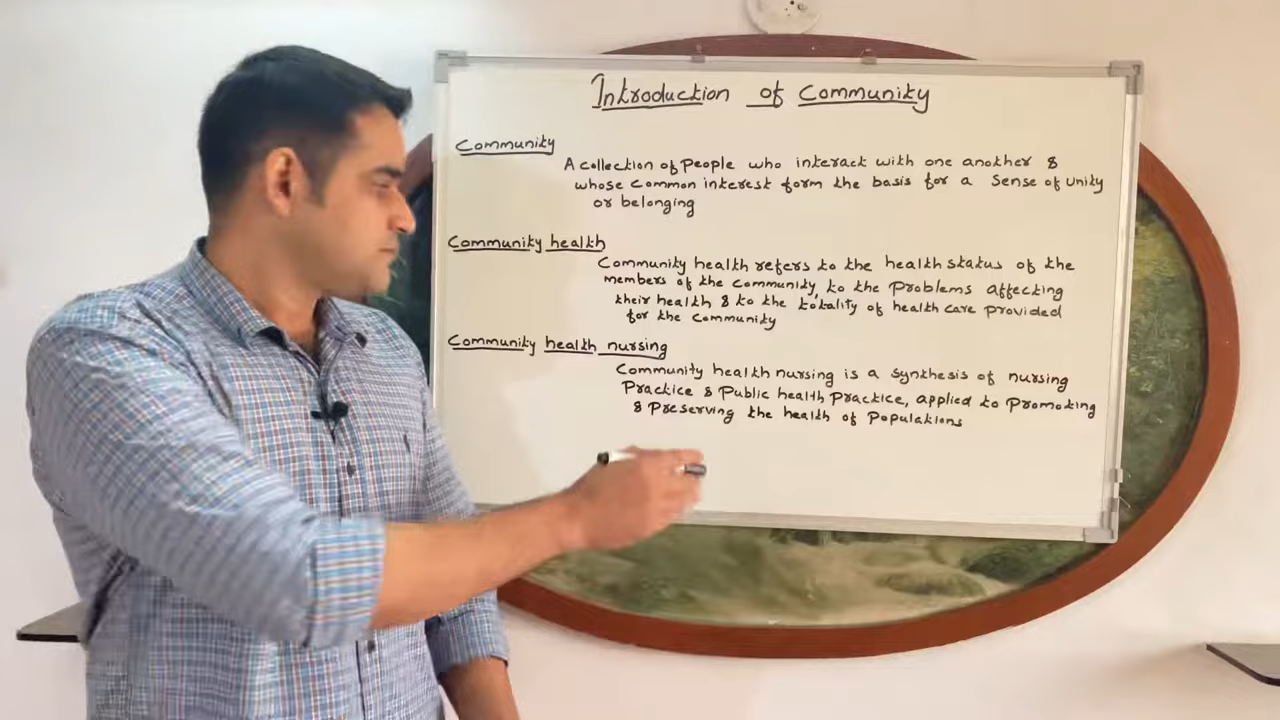 Introduction of Community
Community
A collection of People who interact with one another &
whose common interest form the basis for a sense of unity
or belonging
Community health
Community health refers to the health status of the
members of the community, to the Problems affecting
their health & to the totality of health care provided
for the Community
Community health nursing
Community health nursing is a synthesis of nursing
Practice & Public health Practice, applied to Promoting
& Preserving the health of Populations